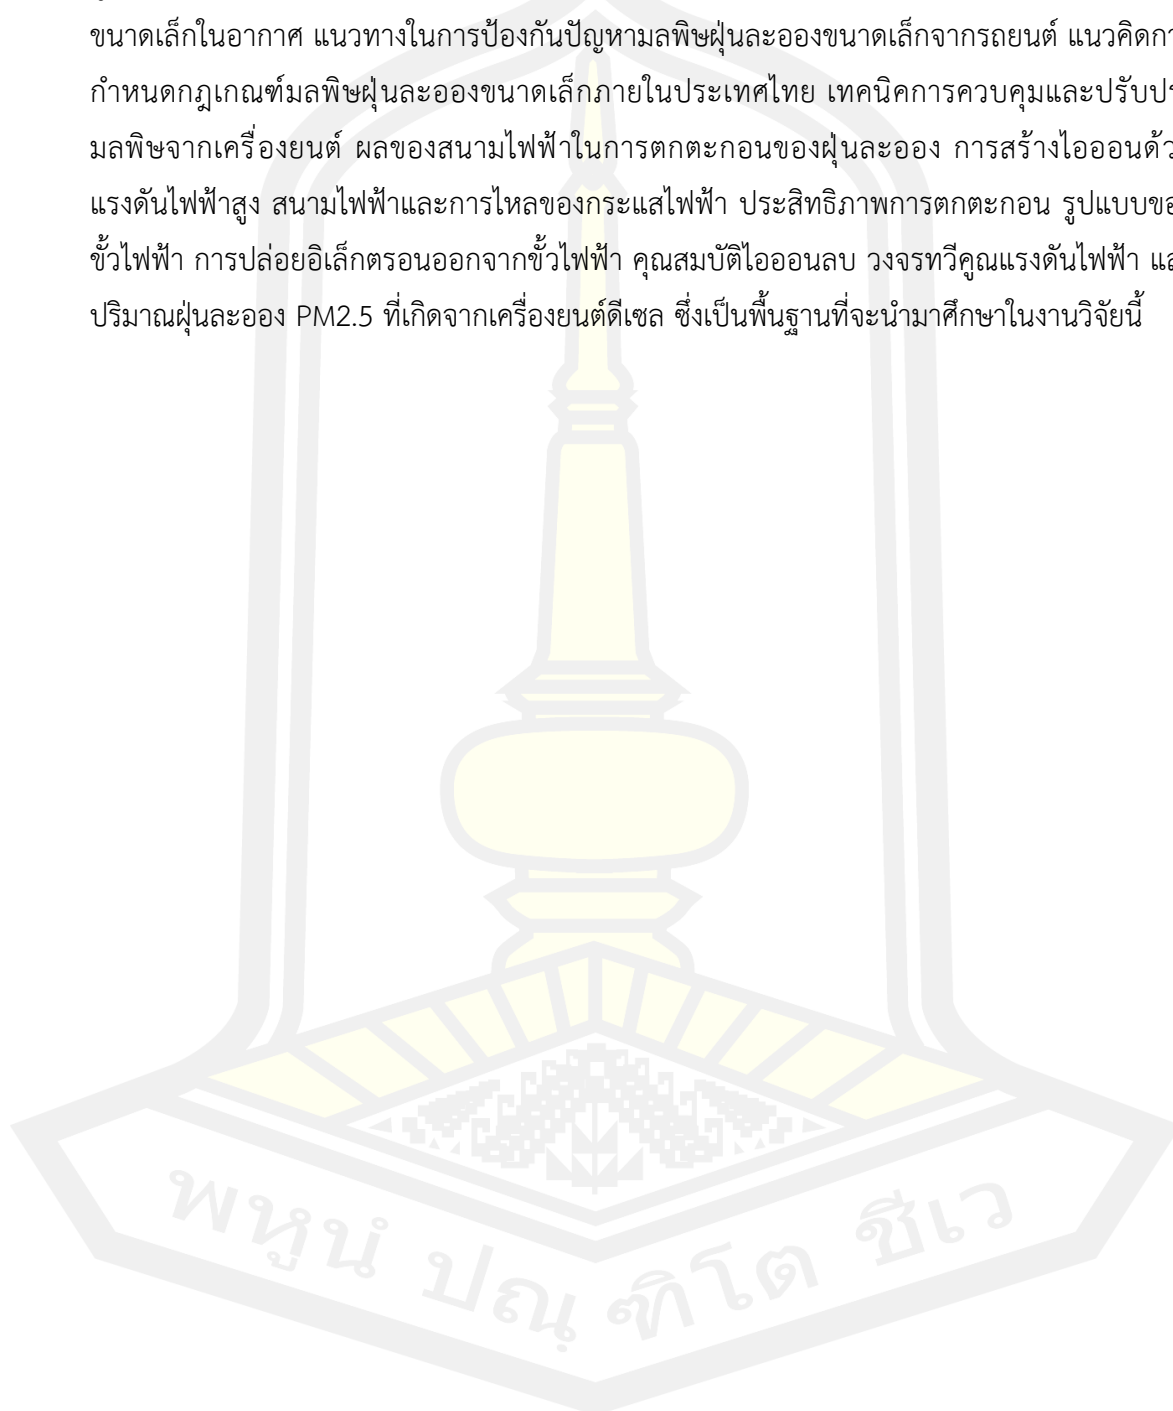 ขนาดเล็กในอากาศ แนวทางในการป้องกันปัญหามลพิษฝุ่นละอองขนาดเล็กจากรถยนต์
กำหนดกฎเกณฑ์มลพิษฝุ่นละอองขนาดเล็กภายในประเทศไทย เทคนิคการควบคุมและ
มลพิษจากเครื่องยนต์ ผลของสนามไฟฟ้าในการตกตะกอนของฝุ่นละออง การสร้างไอออน
แรงดันไฟฟ้าสูง สนามไฟฟ้าและการไหลของกระแสไฟฟ้า ประสิทธิภาพการตกตะกอน รูปแบบ
ขั้วไฟฟ้า การปล่อยอิเล็กตรอนออกจากขั้วไฟฟ้า คุณสมบัติไอออนลบ วงจรทวีคูณแรงดันไฟฟ้า
ปริมาณฝุ่นละออง PM2.5 ที่เกิดจากเครื่องยนต์ดีเซล ซึ่งเป็นพื้นฐานที่จะนำมาศึกษาในงานวิจัยนี้
พหูนํ ปณฺฑิโต ชีเว